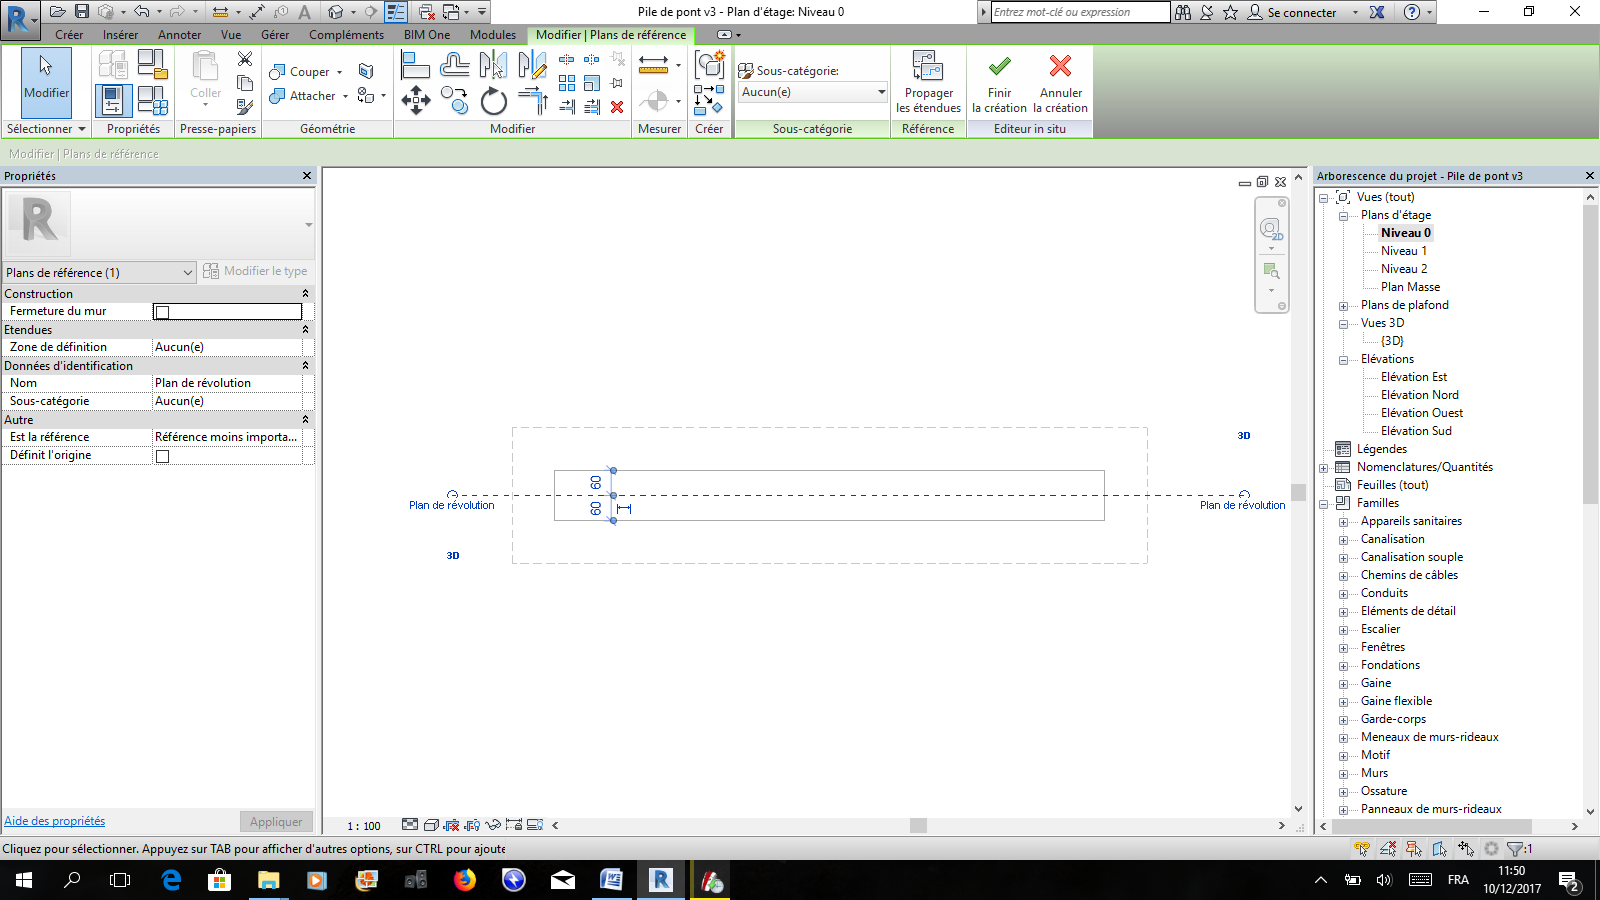 Pile de pont v3 - Plan d'étage: Niveau 0
Entrez mot-clé ou expression
Se connecter
Créer Insérer Annoter Vue Gérer Compléments BIM One Modules Modifier | Plans de référence
Modifier
Coller
Couper
Attacher
Sous-catégorie:
Aucun(e)
Propager
les étendues
Finir
la création
Annuler
la création
Sélectionner Propriétés Presse-papiers Géométrie Modifier Mesurer Créer Sous-catégorie Référence Editeur in situ
Modifier | Plans de référence
Propriétés
R
Plans de référence (1)
Modifier le type
Construction
Fermeture du mur
Etendues
Zone de définition Aucun(e)
Données d'identification
Nom Plan de révolution
Sous-catégorie Aucun(e)
Autre
Est la référence Référence moins importa...
Définit l'origine
Aide des propriétés
Appliquer
2D
3D
60
60
Plan de révolution
Plan de révolution
3D
1 : 100
Arborescence du projet - Pile de pont v3
Vues (tout)
Plans d'étage
Niveau 0
Niveau 1
Niveau 2
Plan Masse
Plans de plafond
Vues 3D
{3D}
Elévations
Elévation Est
Elévation Nord
Elévation Ouest
Elévation Sud
Légendes
Nomenclatures/Quantités
Feuilles (tout)
Familles
Appareils sanitaires
Canalisation
Canalisation souple
Chemins de câbles
Conduits
Eléments de détail
Escalier
Fenêtres
Fondations
Gaine
Gaine flexible
Garde-corps
Meneaux de murs-rideaux
Motif
Murs
Ossature
Panneaux de murs-rideaux
Cliquez pour sélectionner. Appuyez sur TAB pour afficher d'autres options, sur CTRL pour ajoute
:1
FRA
11:50
10/12/2017
2